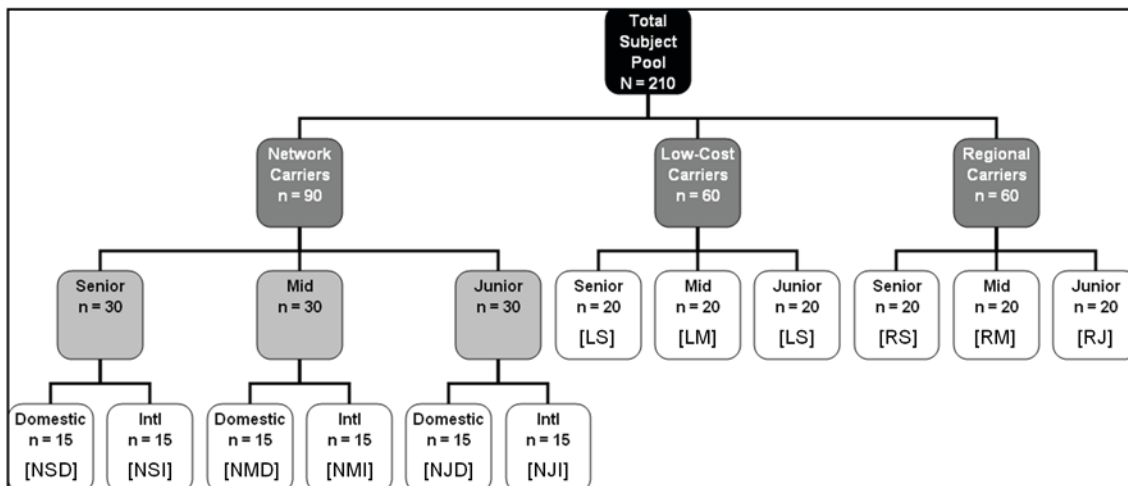 Total
Subject
Pool
N = 210
Network
Carriers
n = 90
Low-Cost
Carriers
n = 60
Regional
Carriers
n = 60
Senior
n = 30
Mid
n = 30
Junior
n = 30
Senior
n = 20
[LS]
Mid
n = 20
[LM]
Junior
n = 20
[LS]
Senior
n = 20
[RS]
Mid
n = 20
[RM]
Junior
n = 20
[RJ]
Domestic
n = 15
[NSD]
Intl
n = 15
[NSI]
Domestic
n = 15
[NMD]
Intl
n = 15
[NMI]
Domestic
n = 15
[NJD]
Intl
n = 15
[NJI]